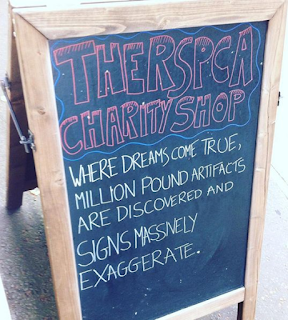 THE RSPCA
CHARITY SHOP
WHERE DREAMS COME TRUE,
MILLION POUND ARTIFACTS
ARE DISCOVERED AND
SIGNS MASSIVELY
EXAGGERATE.